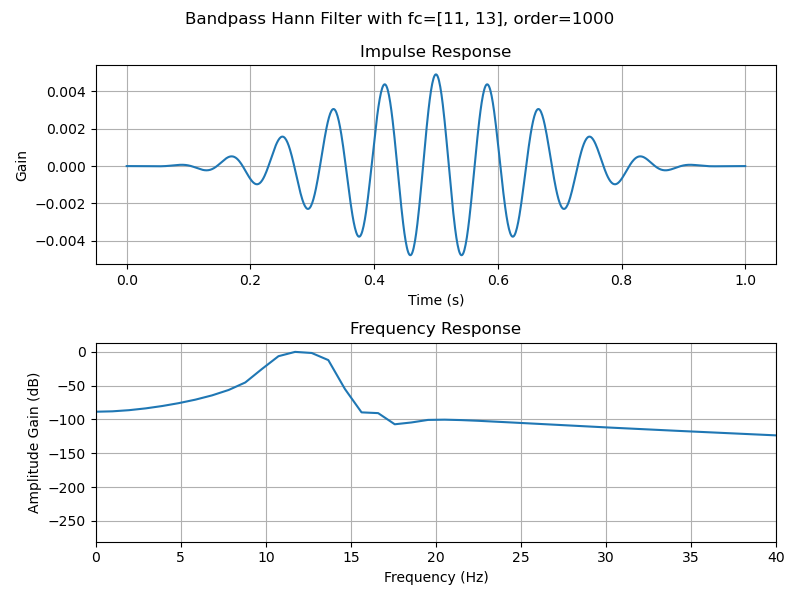 Bandpass Hann Filter with fc=[11, 13], order=1000
Impulse Response
Gain
0.004
0.002
0.000
−0.002
−0.004
0.0 0.2 0.4 0.6 0.8 1.0
Time (s)
Frequency Response
Amplitude Gain (dB)
0
−50
−100
−150
−200
−250
0 5 10 15 20 25 30 35 40
Frequency (Hz)